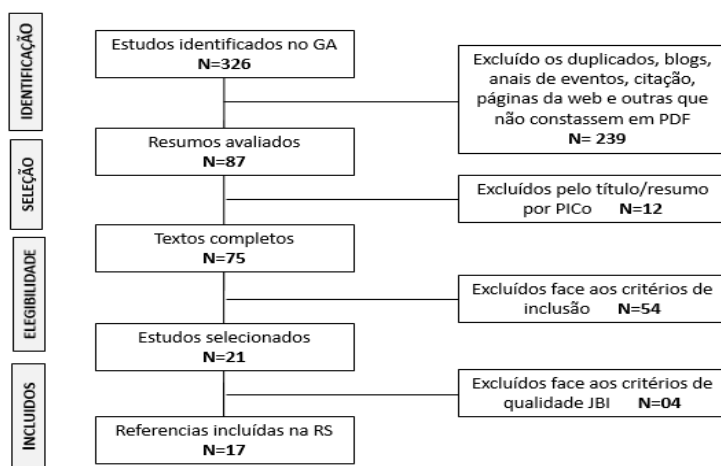 IDENTIFICAÇÃO
Estudos identificados no GA
N=326
Excluído os duplicados, blogs,
anais de eventos, citação,
páginas da web e outras que
não constassem em PDF
N= 239
SELEÇÃO
Resumos avaliados
N=87
Excluídos pelo título/resumo
por PICo N=12
ELEGIBILIDADE
Textos completos
N=75
Excluídos face aos critérios de
inclusão N=54
Estudos selecionados
N=21
INCLUIDOS
Excluídos face aos critérios de
qualidade JBI N=04
Referencias incluídas na RS
N=17